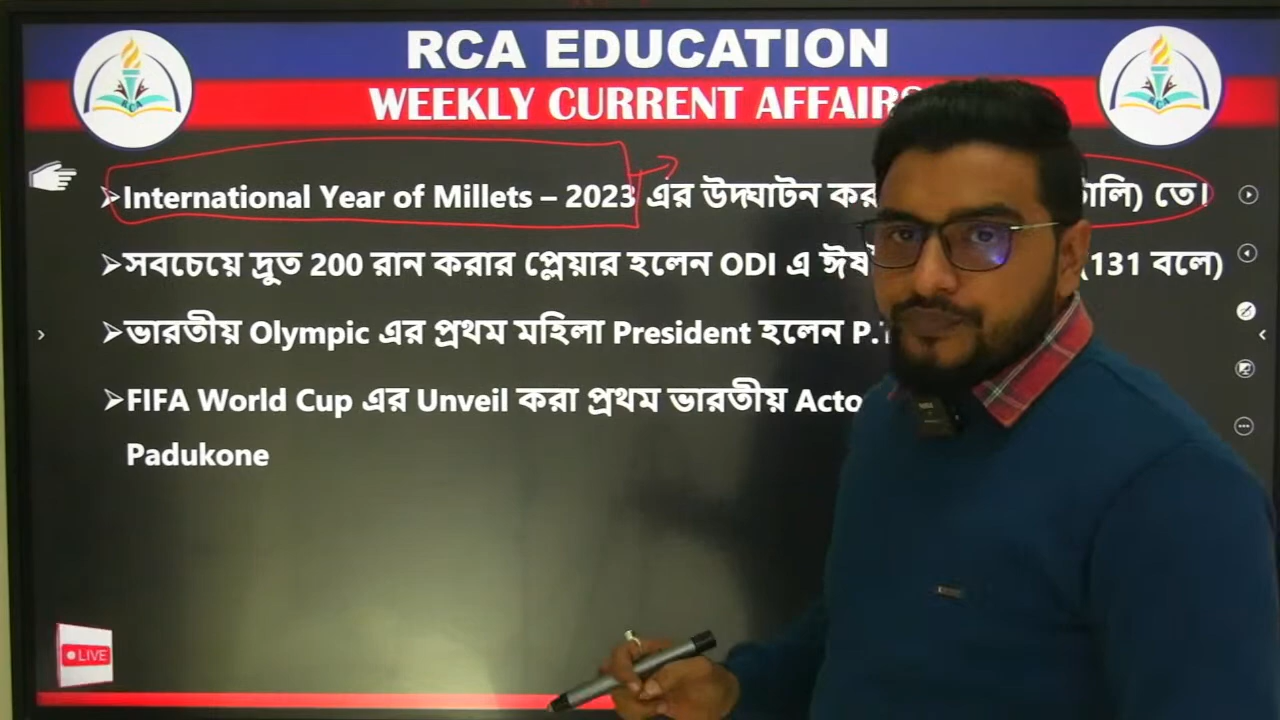 RCA EDUCATION
WEEKLY CURRENT AFFAIRS
➢International Year of Millets – 2023 এর উদ্ঘাটন কর টালি) তে।
➢সবচেয়ে দ্রুত 200 রান করার প্লেয়ার হলেন ODI এ (131 বলে)
➢ভারতীয় Olympic এর প্রথম মহিলা President হলেন P.T
➢FIFA World Cup এর Unveil করা প্রথম ভারতীয় Acto
Padukone
LIVE